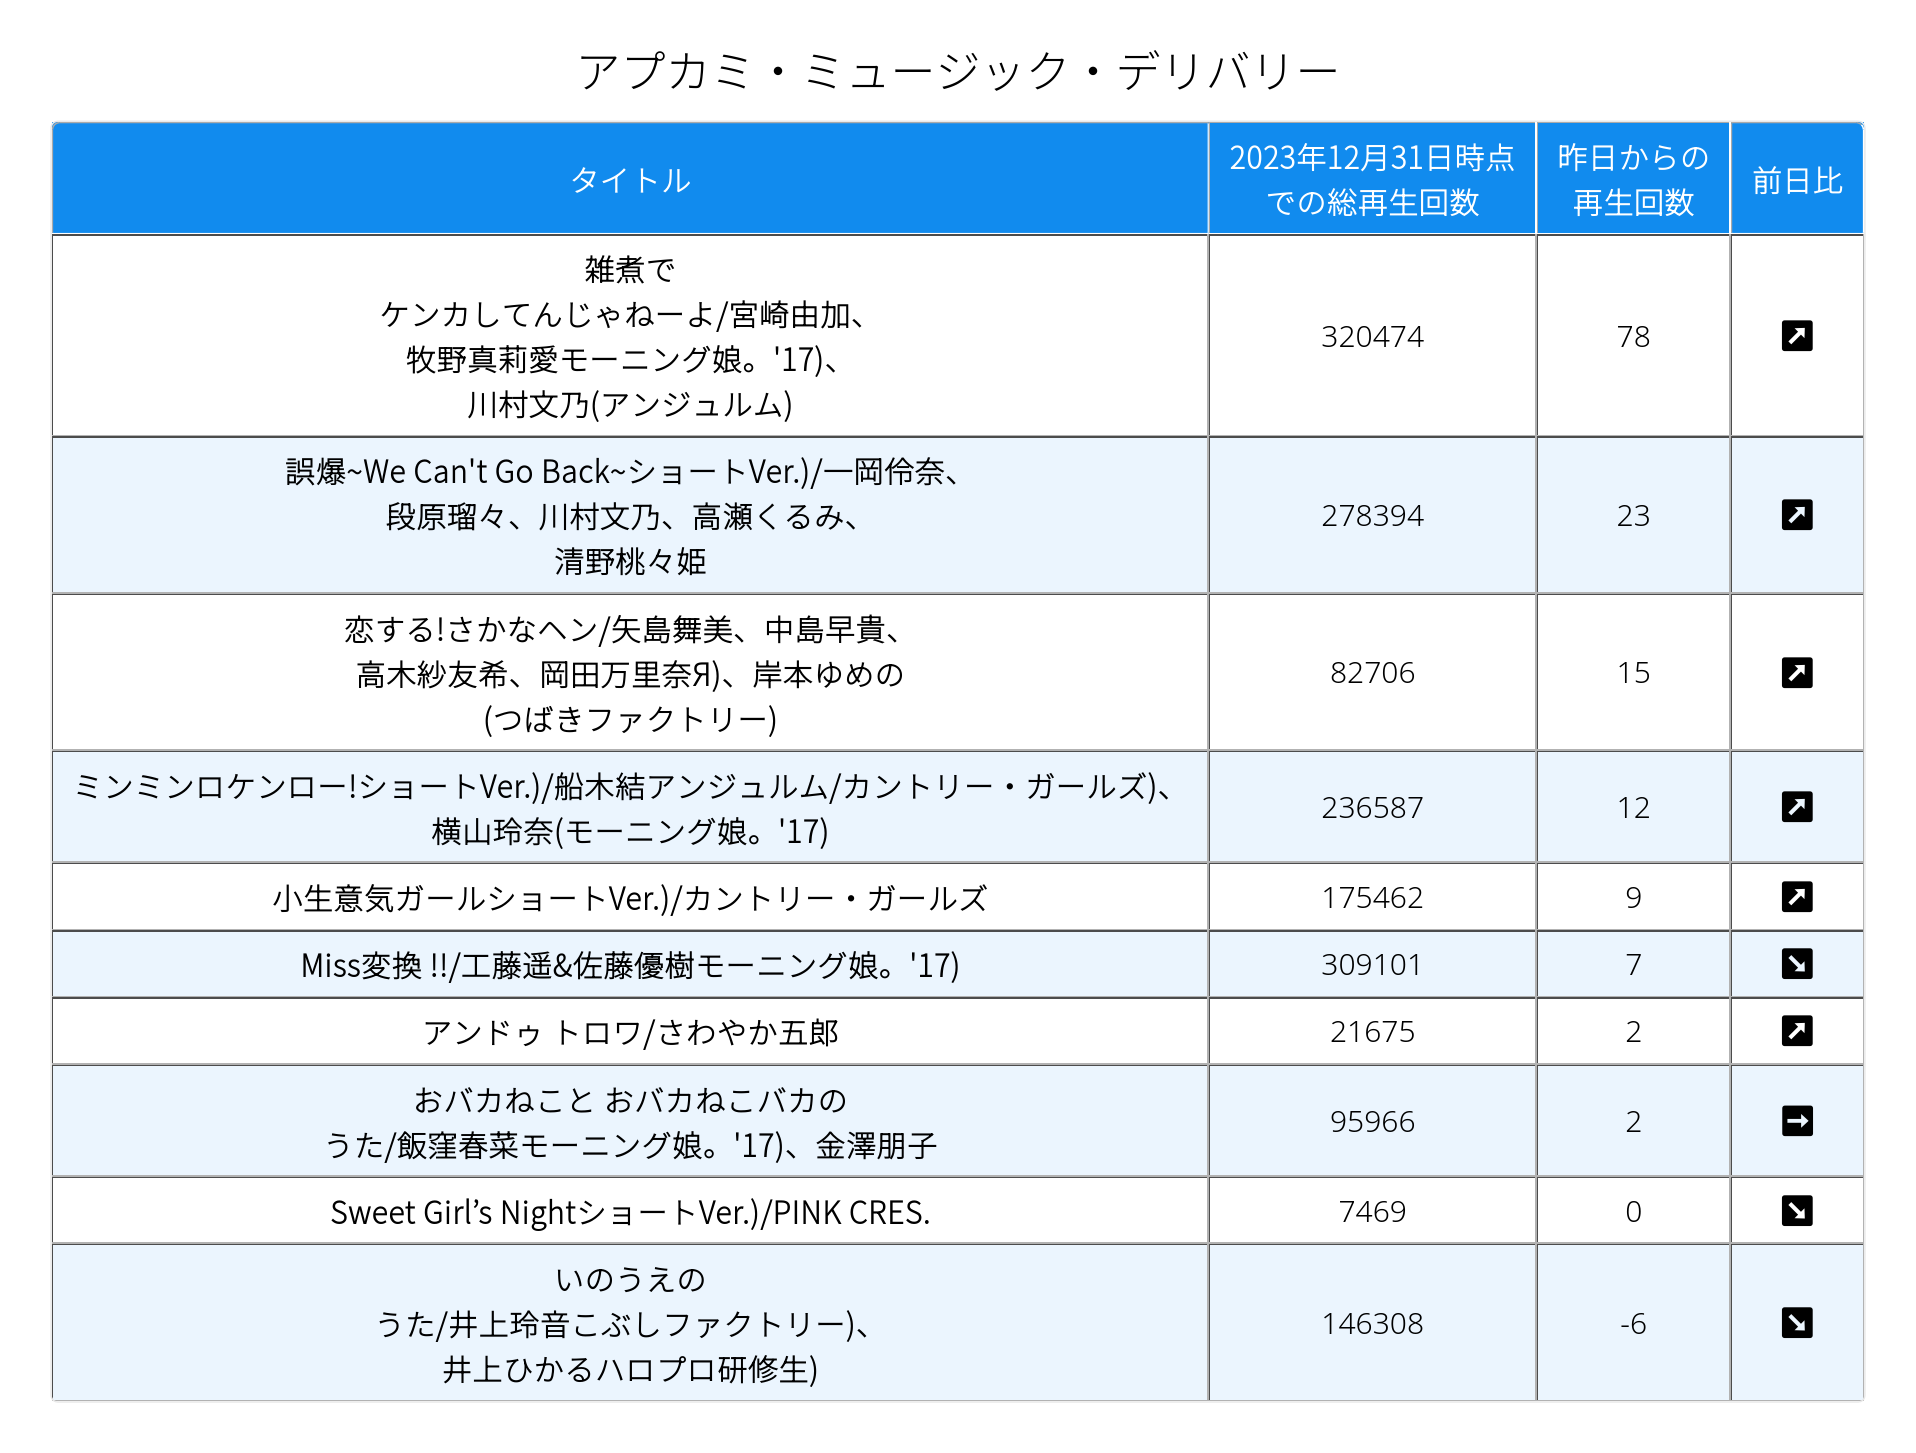 アプカミ・ミュージック・デリバリー
タイトル
2023年12月31日時点
での総再生回数
昨日からの
再生回数
前日比
雑煮で
ケンカしてんじゃねーよ/宮崎由加、
牧野真莉愛モーニング娘。'17)、
川村文乃(アンジュルム)
320474
78
誤爆~We Can't Go Back~ショートVer.)/一岡伶奈、
段原瑠々、川村文乃、高瀬くるみ、
清野桃々姫
278394
23
恋する!さかなヘン/矢島舞美、中島早貴、
高木紗友希、岡田万里奈Я)、岸本ゆめの
(つばきファクトリー)
82706
15
ミンミンロケンロー!ショートVer.)/船木結アンジュルム/カントリー・ガールズ)、
横山玲奈(モーニング娘。'17)
236587
12
小生意気ガールショートVer.)/カントリー・ガールズ
175462
9
Miss変換 !!/工藤遥&佐藤優樹モーニング娘。'17)
309101
7
アンドゥ トロワ/さわやか五郎
21675
2
おバカねこと おバカねこバカの
うた/飯窪春菜モーニング娘。'17)、金澤朋子
95966
2
Sweet Girl’s NightショートVer.)/PINK CRES.
7469
0
いのうえの
うた/井上玲音こぶしファクトリー)、
井上ひかるハロプロ研修生)
146308
-6